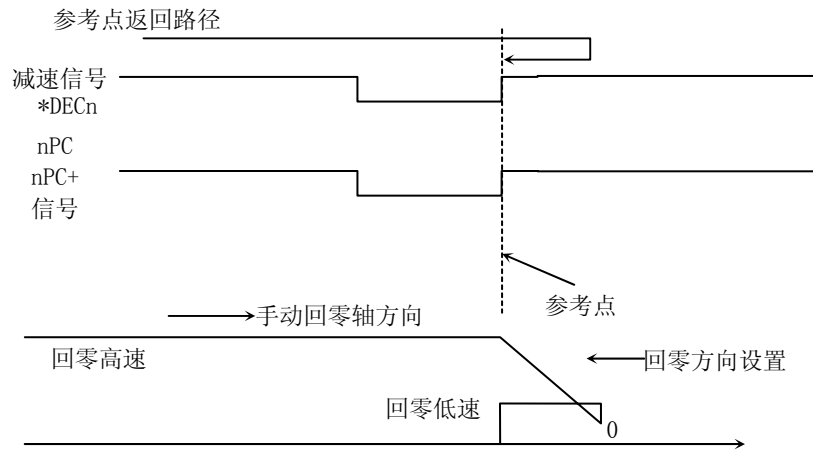 参考点返回路径
减速信号
*DECn
nPC
nPC+
信号
参考点
手动回零轴方向
回零高速
回零方向设置
回零低速
0